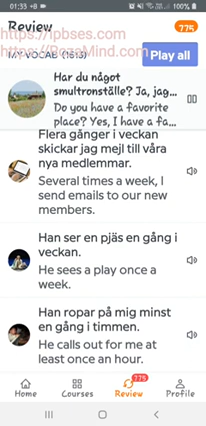 01:33
Review
775
https://ipbses.com
https://BozaMind.com
MY VOCAB (1613)
Play all
Har du något
smultronställe? Ja, jag...
Do you have a favorite
place? Yes, I have a fa...
Flera gånger i veckan
skickar jag mejl till våra
nya medlemmar.
Several times a week, I
send emails to our new
members.
Han ser en pjäs en gång i
veckan.
He sees a play once a
week.
Han ropar på mig minst
en gång i timmen.
He calls out for me at
least once an hour.
775
Home
Courses
Review
Profile